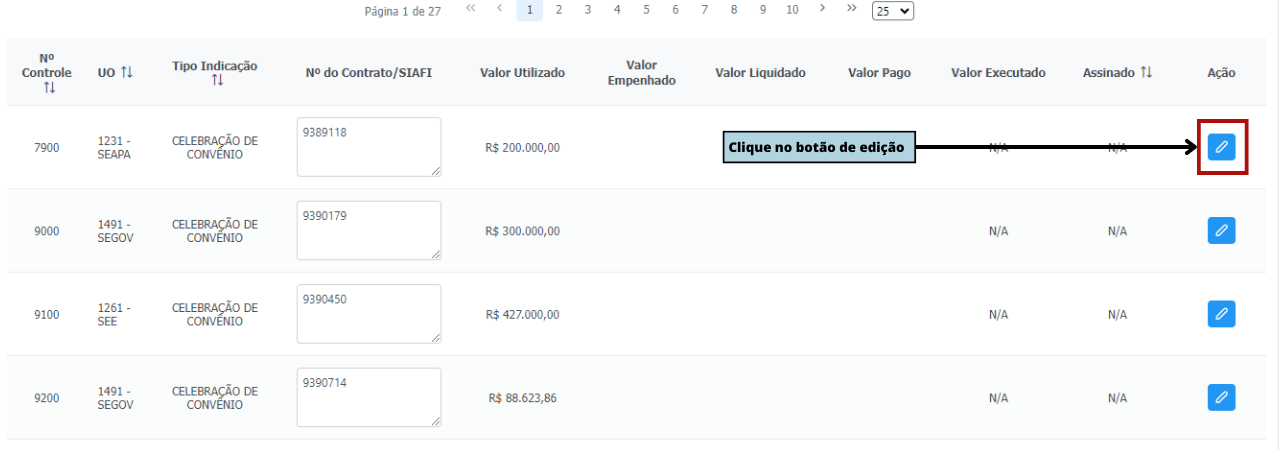 Página 1 de 27 << < 1 2 3 4 5 6 7 8 9 10 > >> 25
Nº Controle UO Tipo Indicação Nº do Contrato/SIAFI Valor Utilizado Valor Empenhado Valor Liquidado Valor Pago Valor Executado Assinado Ação
7900 1231 - SEAPA CELEBRAÇÃO DE CONVÊNIO 9389118 R$ 200.000,00 Clique no botão de edição N/A N/A
9000 1491 - SEGOV CELEBRAÇÃO DE CONVÊNIO 9390179 R$ 300.000,00 N/A N/A
9100 1261 - SEE CELEBRAÇÃO DE CONVÊNIO 9390450 R$ 427.000,00 N/A N/A
9200 1491 - SEGOV CELEBRAÇÃO DE CONVÊNIO 9390714 R$ 88.623,86 N/A N/A